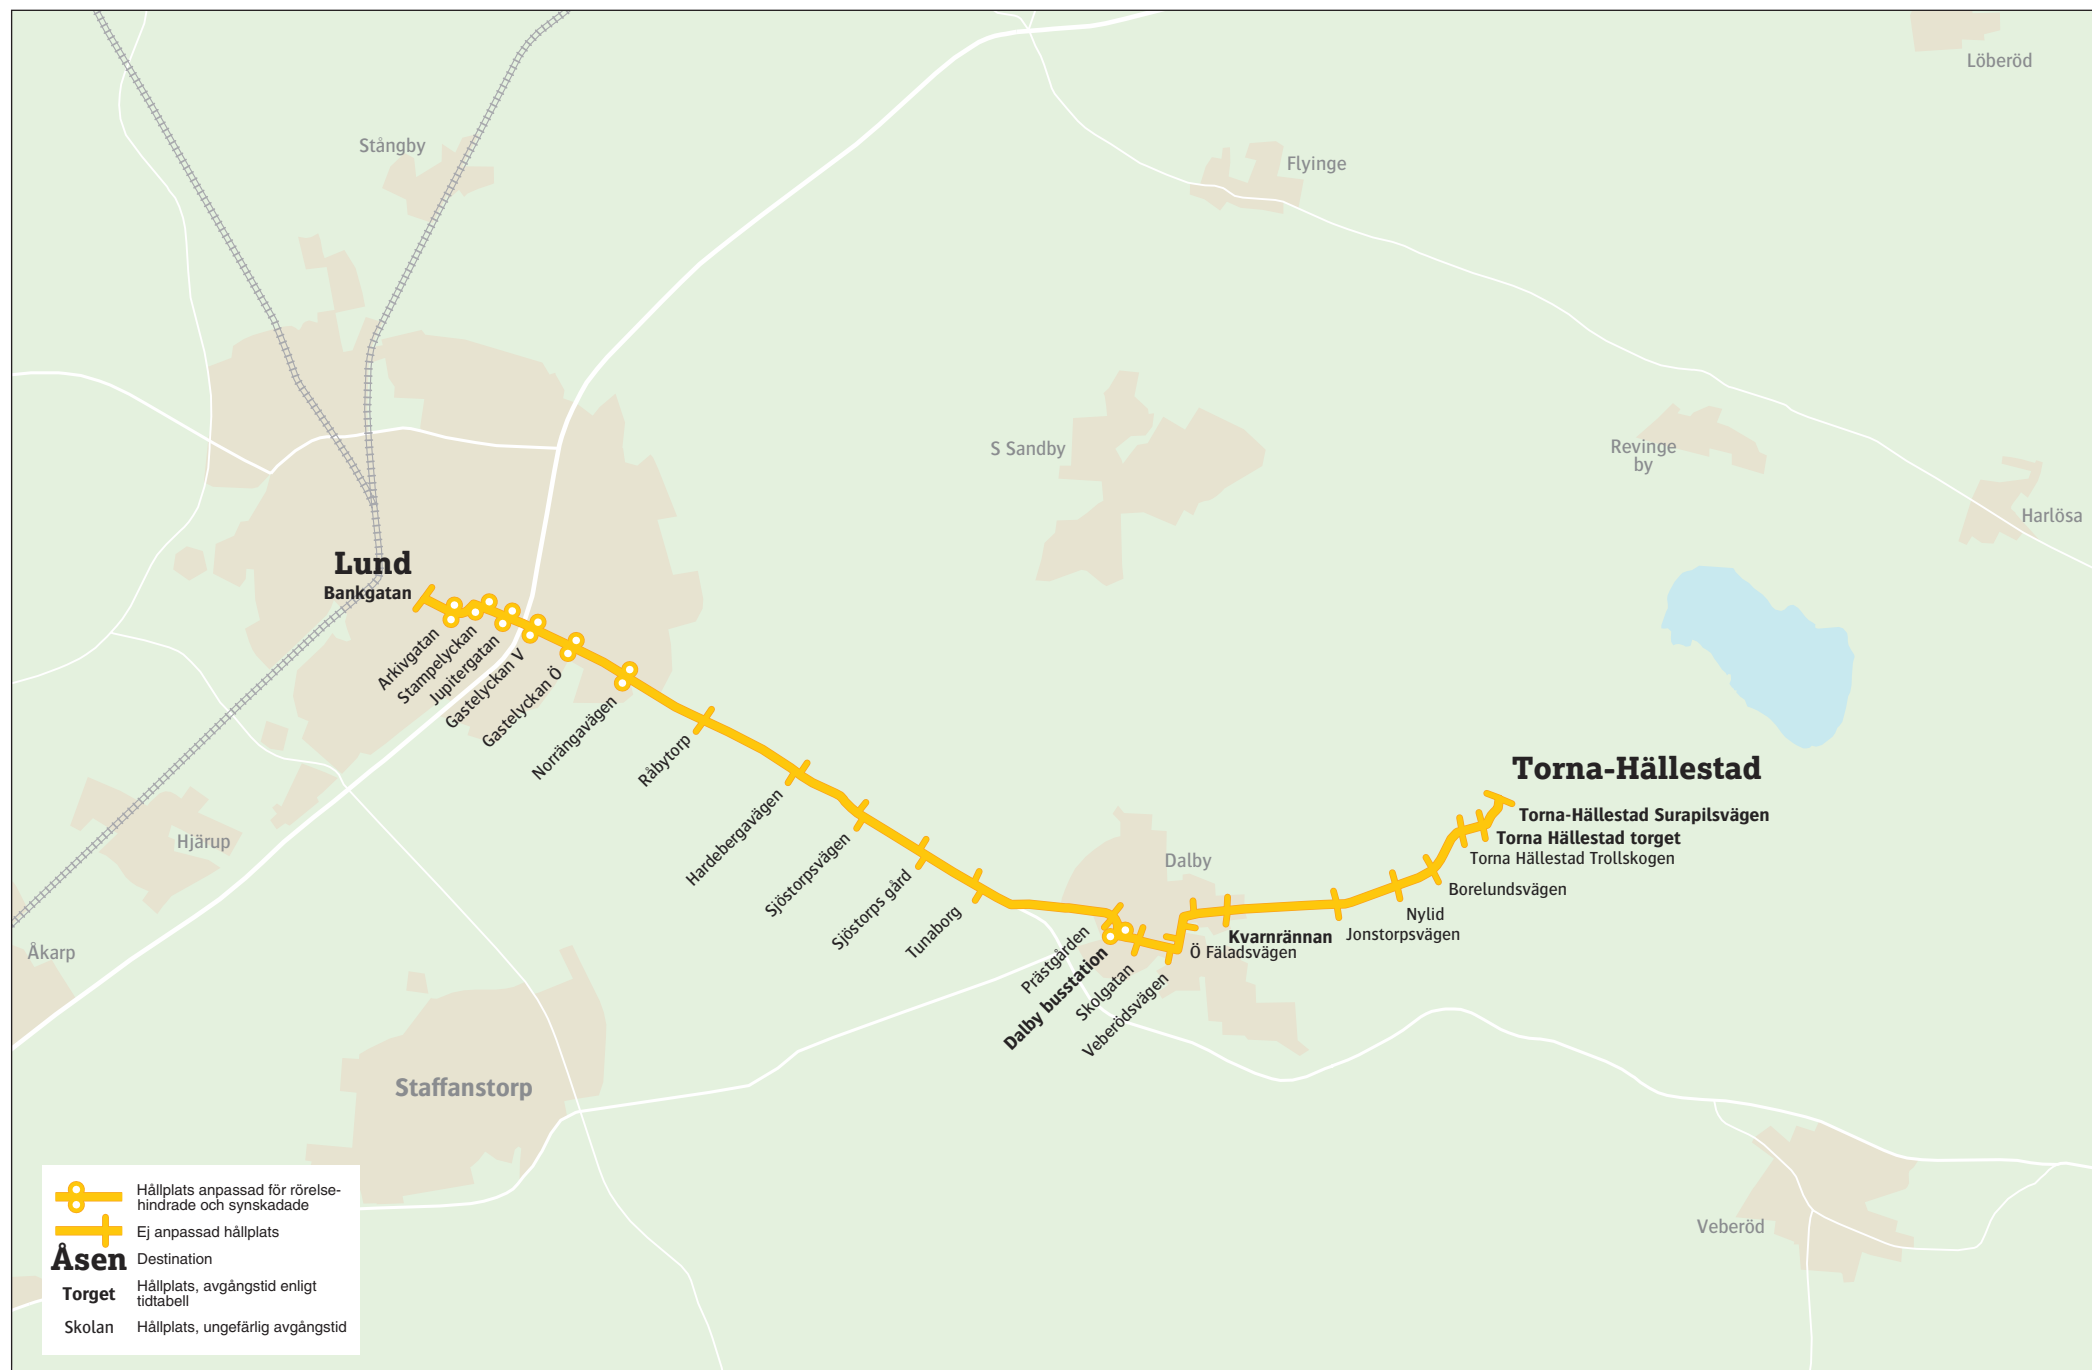 Löberöd
Stångby
Flyinge
S Sandby
Revinge
by
Harlösa
Lund
Bankgatan
Arkivgatan
Stampelyckan
Jupitergatan
Gastelyckan V
Gastelyckan Ö
Norrängavägen
Råbytorp
Hardebergavägen
Sjöstorpsvägen
Sjöstorps gård
Tunaborg
Prästgården
Dalby busstation
Skolgatan
Veberödsvägen
Ö Fäladsvägen
Kvarnrännan
Jonstorpsvägen
Nylid
Borelundsvägen
Torna Hällestad Trollskogen
Torna Hällestad torget
Torna-Hällestad Surapilsvägen
Torna-Hällestad
Dalby
Hjärup
Åkarp
Staffanstorp
Veberöd
Hållplats anpassad för rörelse-
hindrade och synskadade
Ej anpassad hållplats
Åsen Destination
Torget Hållplats, avgångstid enligt
tidtabell
Skolan Hållplats, ungefärlig avgångstid